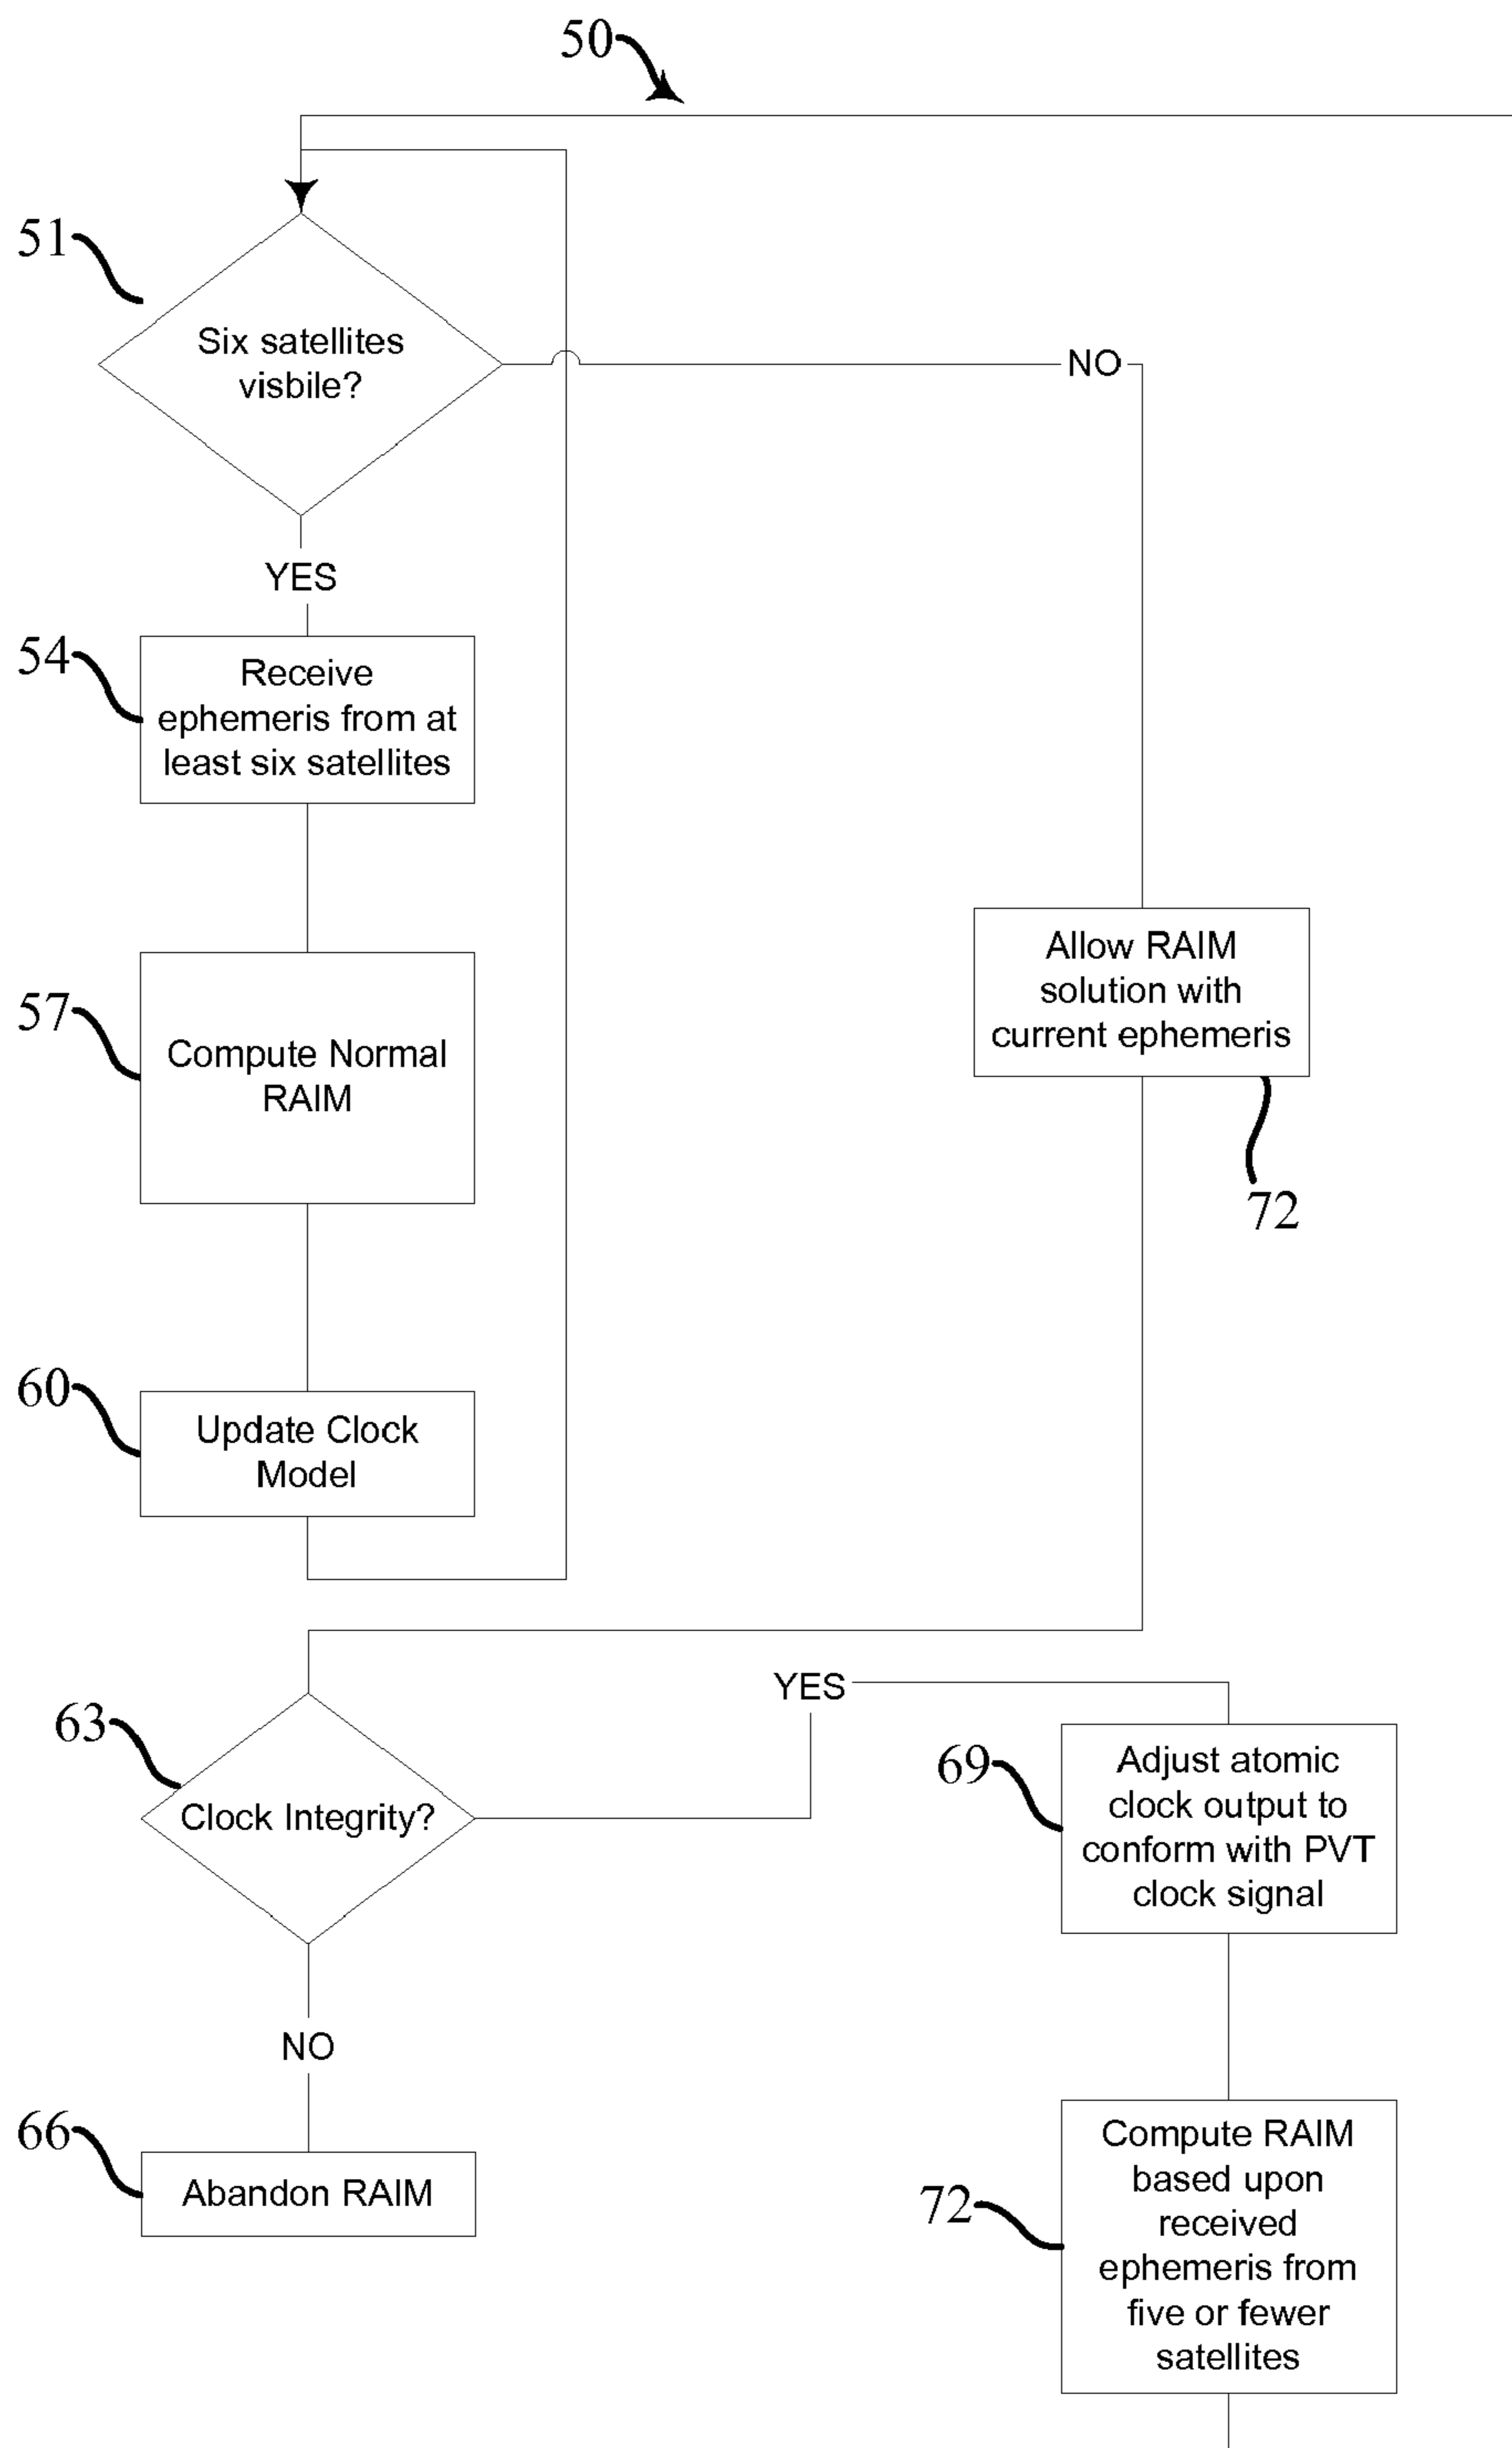 50
51
Six satellites
visbile?
NO
YES
54
Receive
ephemeris from at
least six satellites
Allow RAIM
solution with
current ephemeris
72
57
Compute Normal
RAIM
60
Update Clock
Model
63
Clock Integrity?
YES
69
Adjust atomic
clock output to
conform with PVT
clock signal
NO
66
Abandon RAIM
72
Compute RAIM
based upon
received
ephemeris from
five or fewer
satellites